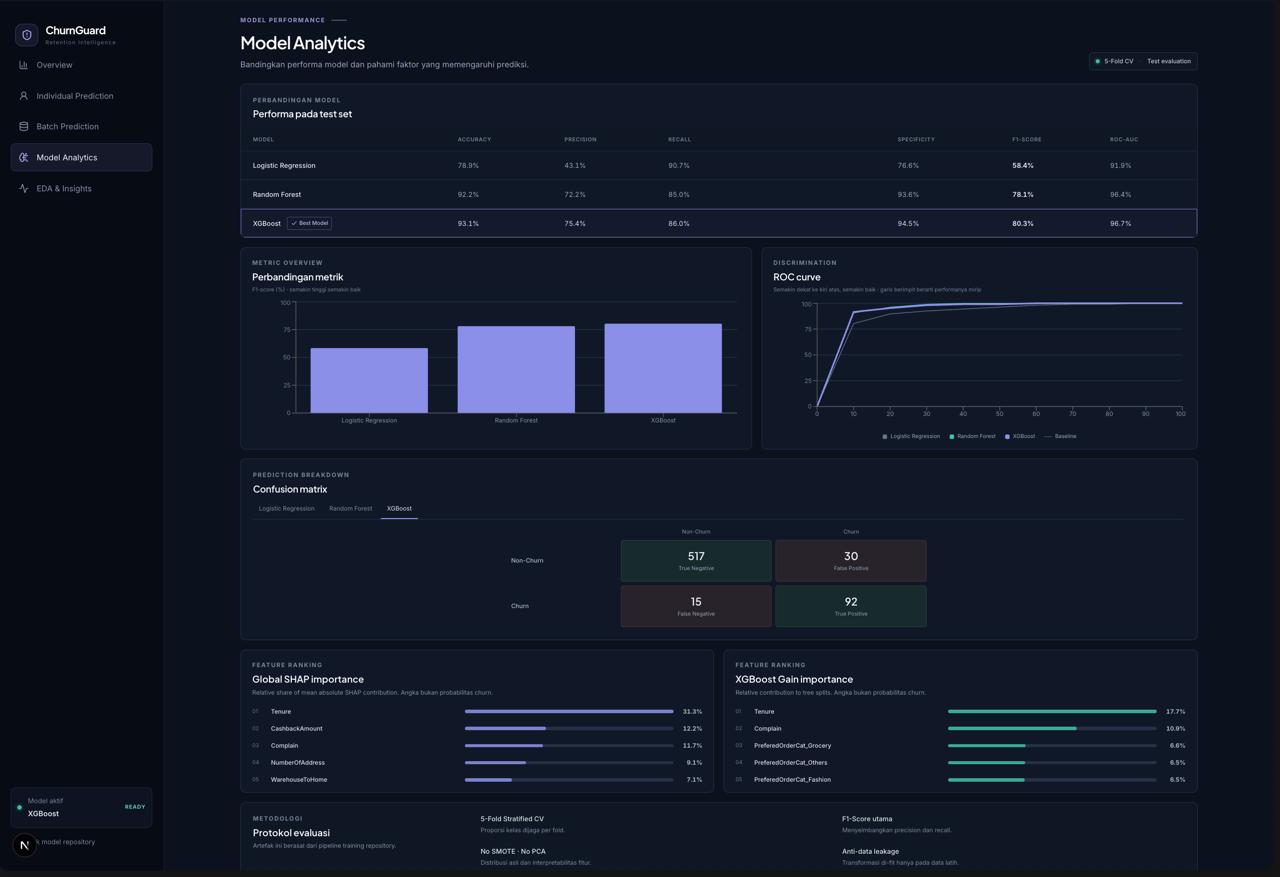 ChurnGuard
Retention Intelligence
Overview
Individual Prediction
Batch Prediction
Model Analytics
EDA & Insights
Model aktif
XGBoost
READY
N
k model repository
MODEL PERFORMANCE
Model Analytics
Bandingkan performa model dan pahami faktor yang memengaruhi prediksi.
5-Fold CV · Test evaluation
PERBANDINGAN MODEL
Performa pada test set
MODEL ACCURACY PRECISION RECALL SPECIFICITY F1-SCORE ROC-AUC
Logistic Regression 78.9% 43.1% 90.7% 76.6% 58.4% 91.9%
Random Forest 92.2% 72.2% 85.0% 93.6% 78.1% 96.4%
XGBoost ✓ Best Model 93.1% 75.4% 86.0% 94.5% 80.3% 96.7%
METRIC OVERVIEW
Perbandingan metrik
F1-score (%) · semakin tinggi semakin baik
100
75
50
25
0
Logistic Regression Random Forest XGBoost
DISCRIMINATION
ROC curve
Semakin dekat ke kiri atas, semakin baik · garis berimpit berarti performanya mirip
100
75
50
25
0
0 10 20 30 40 50 60 70 80 90 100
Logistic Regression Random Forest XGBoost Baseline
PREDICTION BREAKDOWN
Confusion matrix
Logistic Regression Random Forest XGBoost
Non-Churn Churn
Non-Churn
517
True Negative
30
False Positive
Churn
15
False Negative
92
True Positive
FEATURE RANKING
Global SHAP importance
Relative share of mean absolute SHAP contribution. Angka bukan probabilitas churn.
01 Tenure 31.3%
02 CashbackAmount 12.2%
03 Complain 11.7%
04 NumberOfAddress 9.1%
05 WarehouseToHome 7.1%
FEATURE RANKING
XGBoost Gain importance
Relative contribution to tree splits. Angka bukan probabilitas churn.
01 Tenure 17.7%
02 Complain 10.9%
03 PreferedOrderCat_Grocery 6.6%
04 PreferedOrderCat_Others 6.5%
05 PreferedOrderCat_Fashion 6.5%
METODOLOGI
Protokol evaluasi
Artefak ini berasal dari pipeline training repository.
5-Fold Stratified CV
Proporsi kelas dijaga per fold.
F1-Score utama
Menyeimbangkan precision dan recall.
No SMOTE · No PCA
Distribusi asli dan interpretabilitas fitur.
Anti-data leakage
Transformasi di-fit hanya pada data latih.